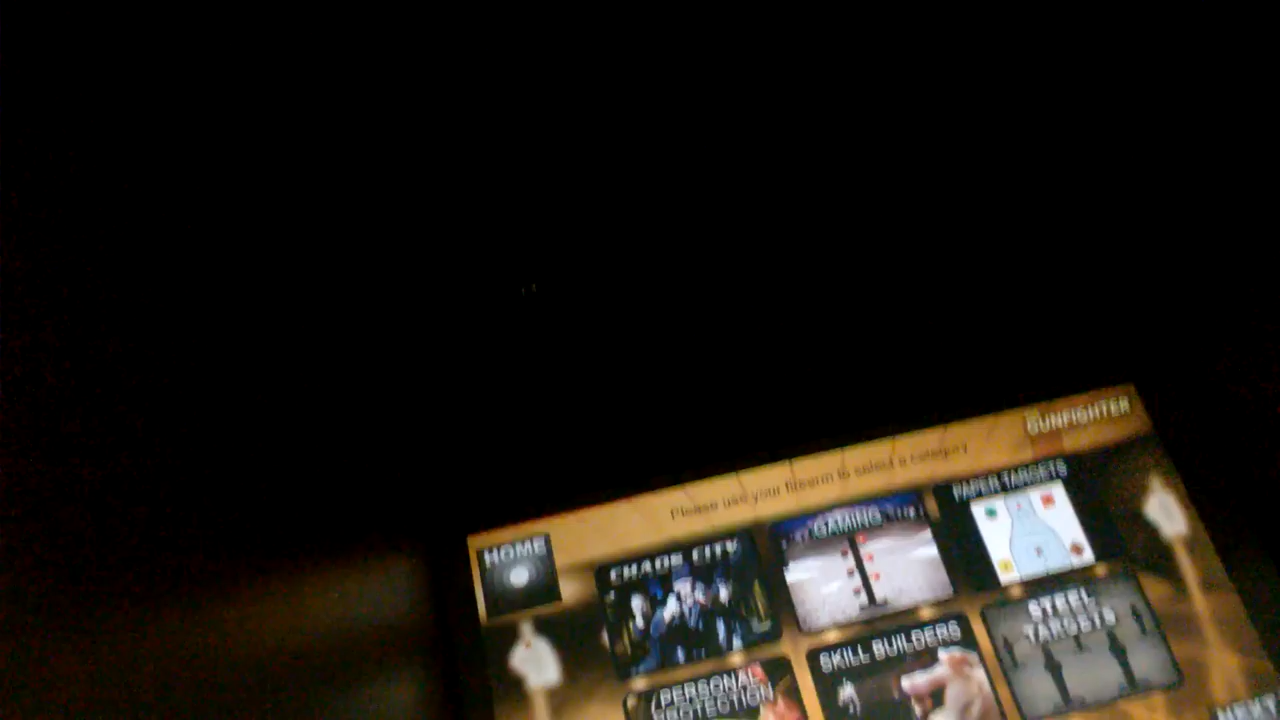 GUNFIGHTER
Please use your firearm to select a category
HOME
CHAOS CITY
GAMING
PAPER TARGETS
PERSONAL
PROTECTION
SKILL BUILDERS
STEEL
TARGETS
NEXT